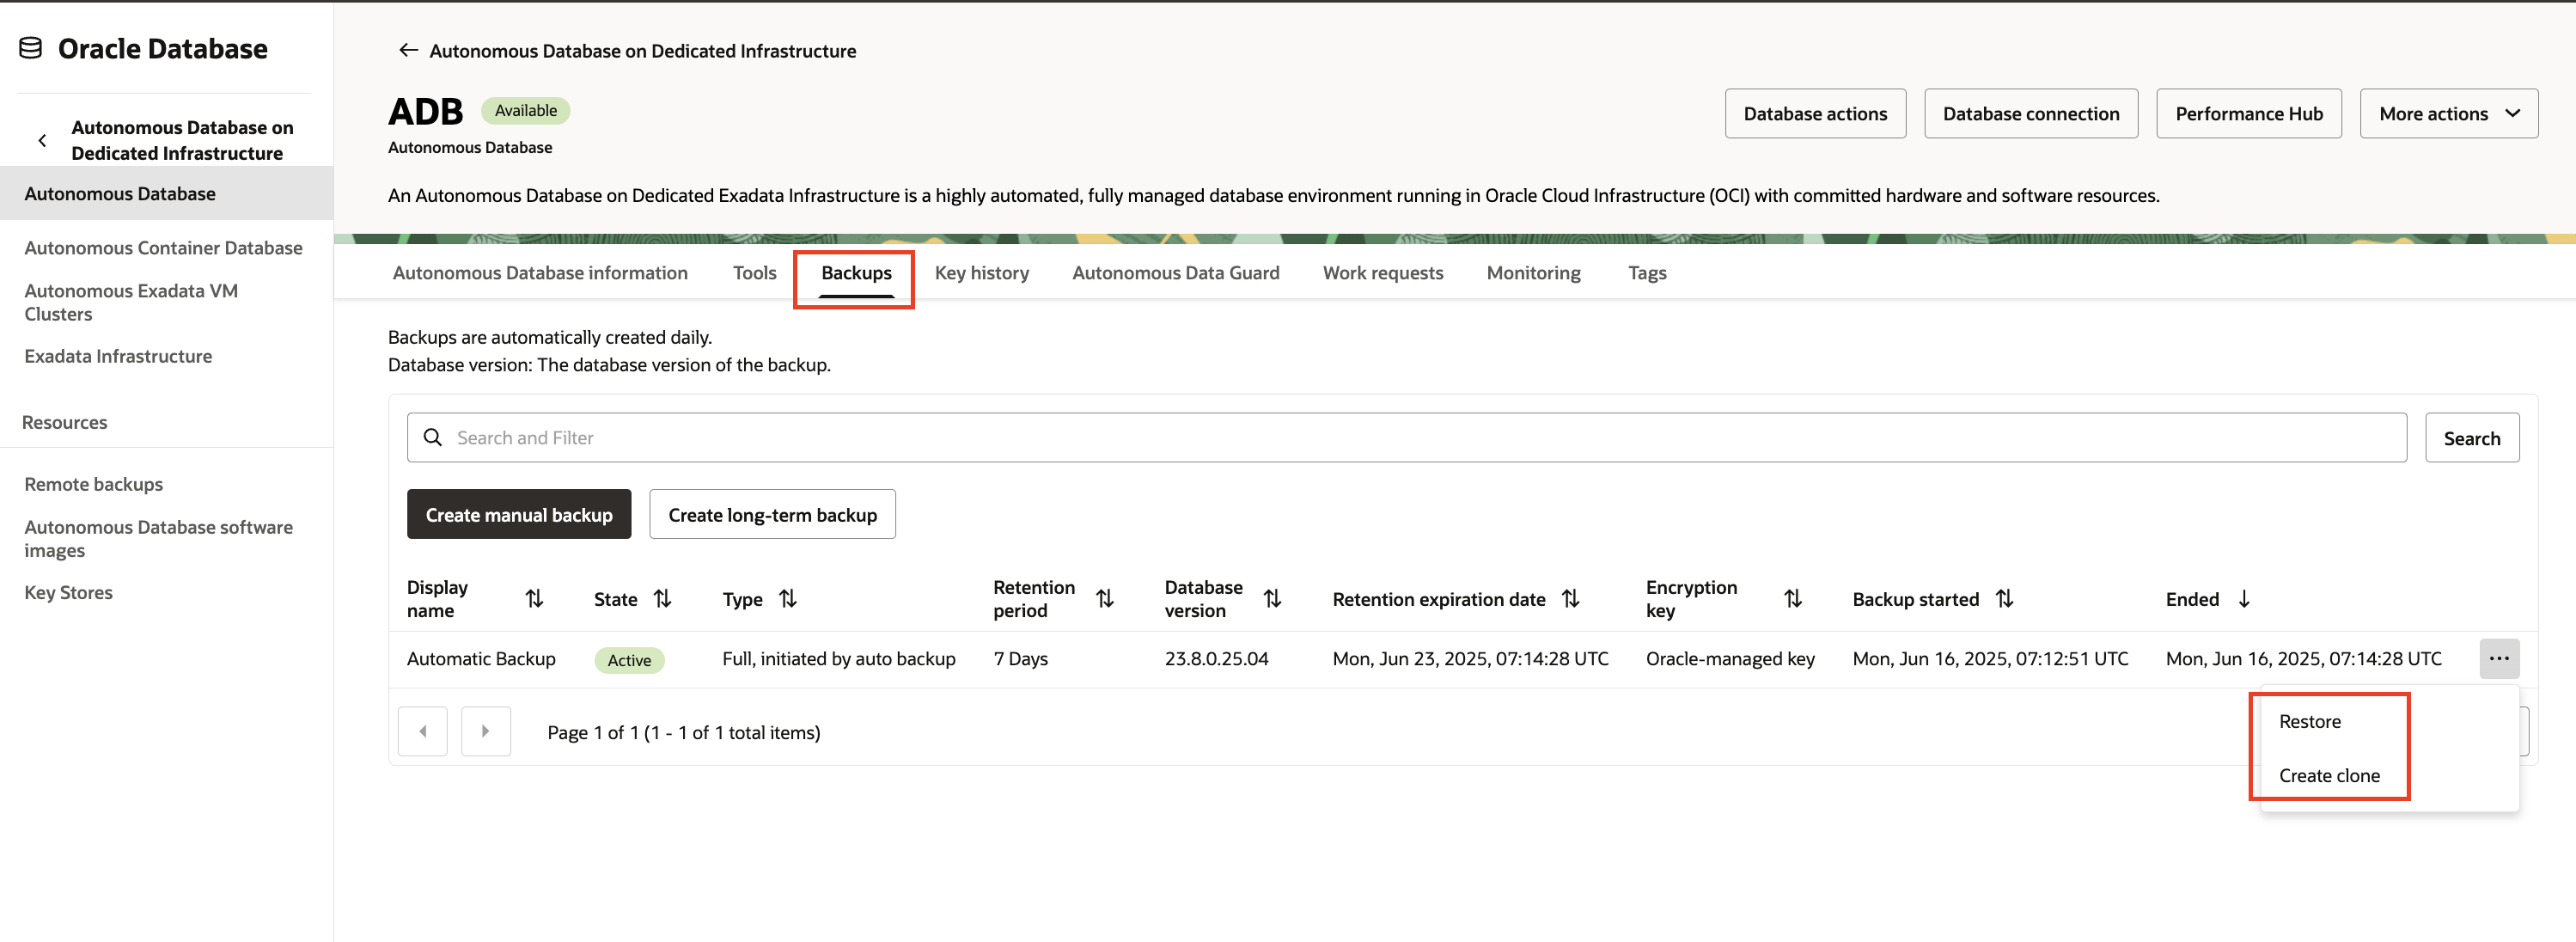 Oracle Database
Autonomous Database on
Dedicated Infrastructure
Autonomous Database
Autonomous Container Database
Autonomous Exadata VM
Clusters
Exadata Infrastructure
Resources
Remote backups
Autonomous Database software
images
Key Stores
Autonomous Database on Dedicated Infrastructure
ADB Available
Autonomous Database
Database actions Database connection Performance Hub More actions
An Autonomous Database on Dedicated Exadata Infrastructure is a highly automated, fully managed database environment running in Oracle Cloud Infrastructure (OCI) with committed hardware and software resources.
Autonomous Database information Tools Backups Key history Autonomous Data Guard Work requests Monitoring Tags
Backups are automatically created daily.
Database version: The database version of the backup.
Search and Filter Search
Create manual backup Create long-term backup
Display name State Type Retention period Database version Retention expiration date Encryption key Backup started Ended
Automatic Backup Active Full, initiated by auto backup 7 Days 23.8.0.25.04 Mon, Jun 23, 2025, 07:14:28 UTC Oracle-managed key Mon, Jun 16, 2025, 07:12:51 UTC Mon, Jun 16, 2025, 07:14:28 UTC ...
Restore
Create clone
Page 1 of 1 (1 - 1 of 1 total items)